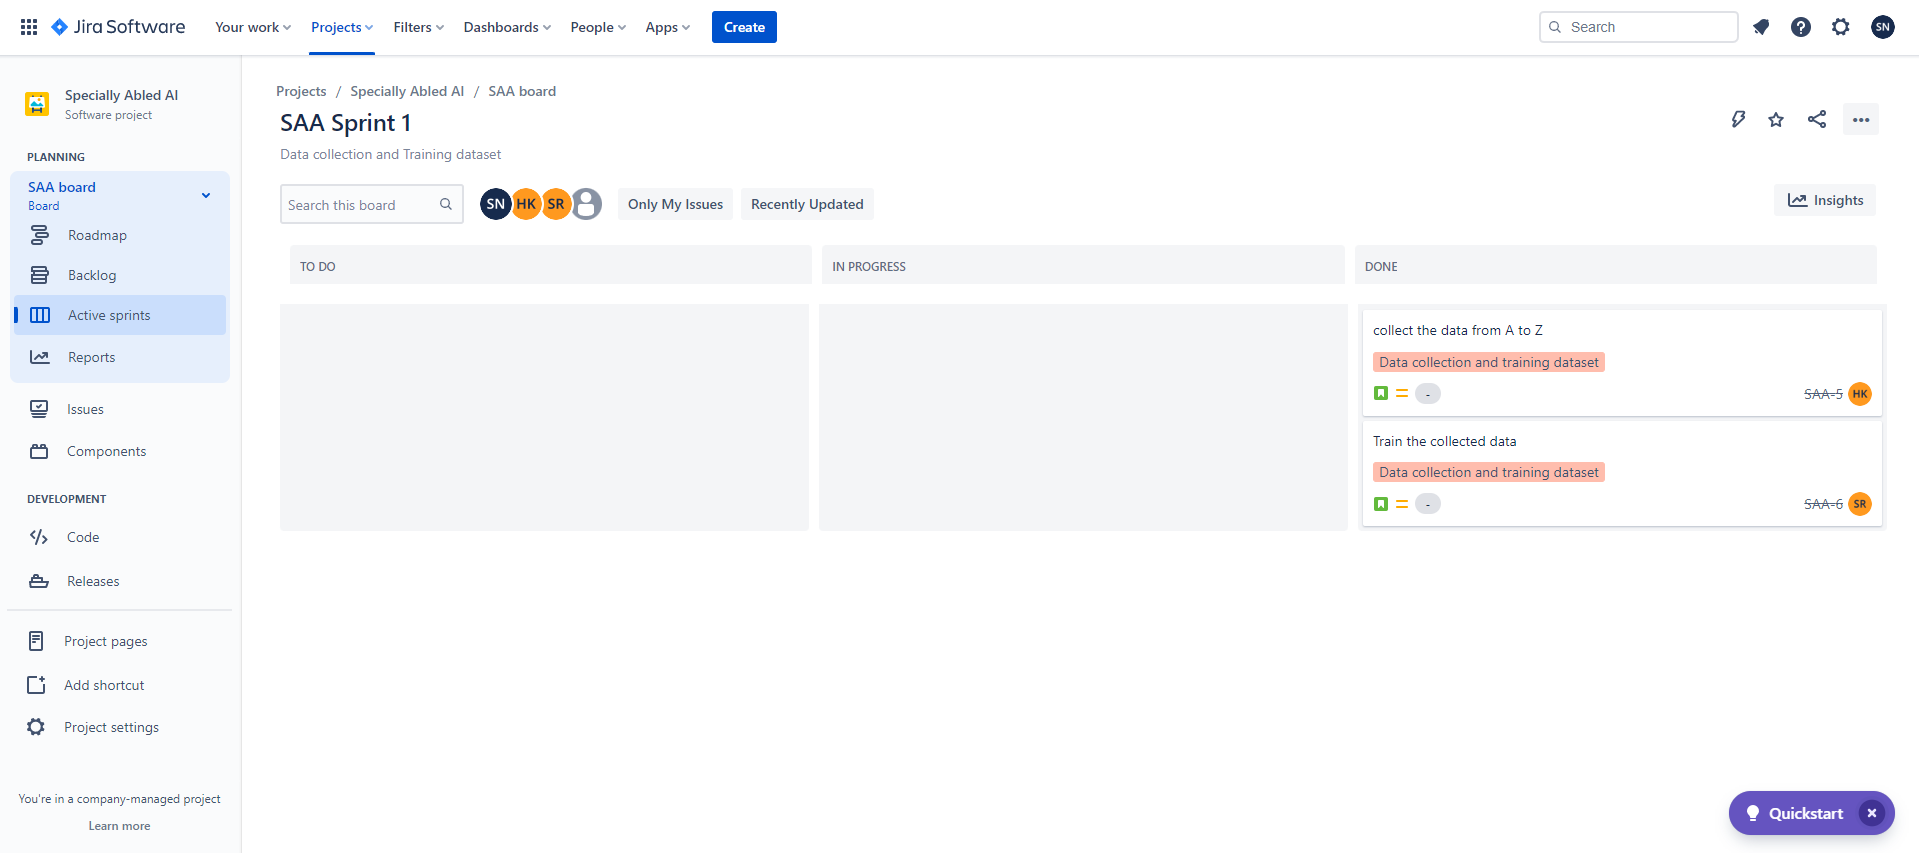 Jira Software
Your work
Projects
Filters
Dashboards
People
Apps
Create
Search
SN
Specially Abled AI
Software project
PLANNING
SAA board
Board
Roadmap
Backlog
Active sprints
Reports
Issues
Components
DEVELOPMENT
Code
Releases
Project pages
Add shortcut
Project settings
You're in a company-managed project
Learn more
Projects / Specially Abled AI / SAA board
SAA Sprint 1
Data collection and Training dataset
Search this board
SN
HK
SR
Only My Issues
Recently Updated
Insights
TO DO
IN PROGRESS
DONE
collect the data from A to Z
Data collection and training dataset
-
SAA-5
HK
Train the collected data
Data collection and training dataset
-
SAA-6
SR
Quickstart